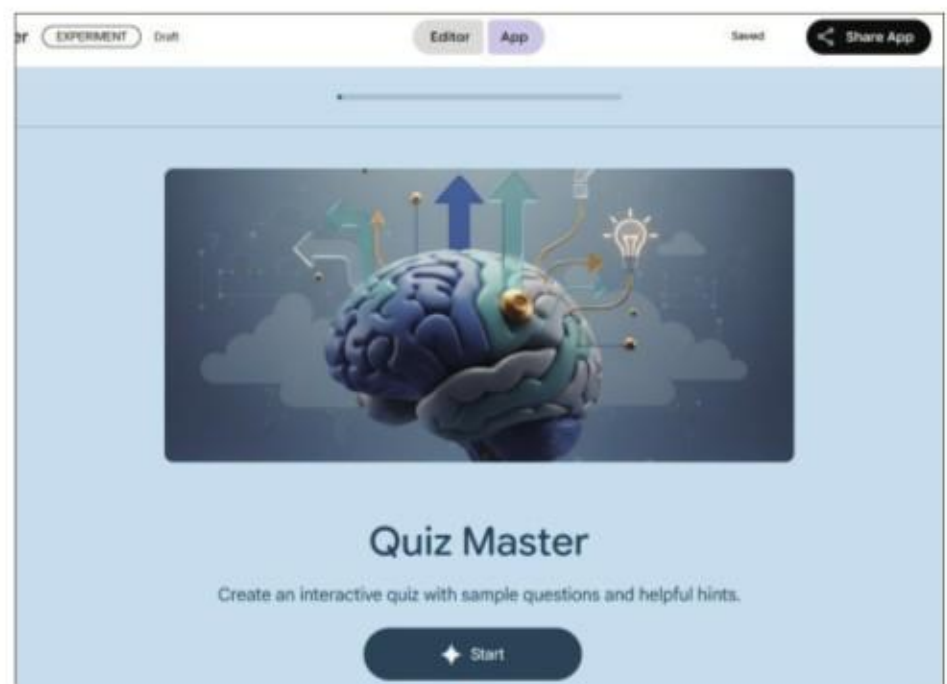 er EXPERIMENT Draft Editor App Saved Share App
Quiz Master
Create an interactive quiz with sample questions and helpful hints.
Start